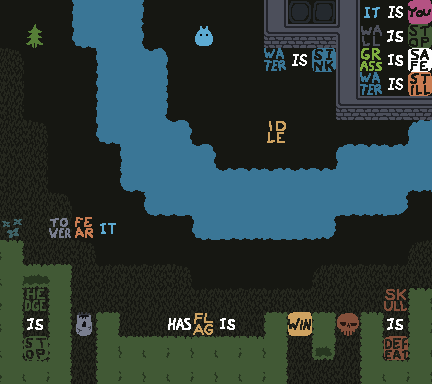 IT IS YOU
WALL IS STOP
WATER IS SINK
GRASS IS SAFE
WATER IS STILL
IDLE
TOWER FEAR IT
HEDGE IS STOP
HAS FLAG IS WIN
SKULL IS DEFEAT